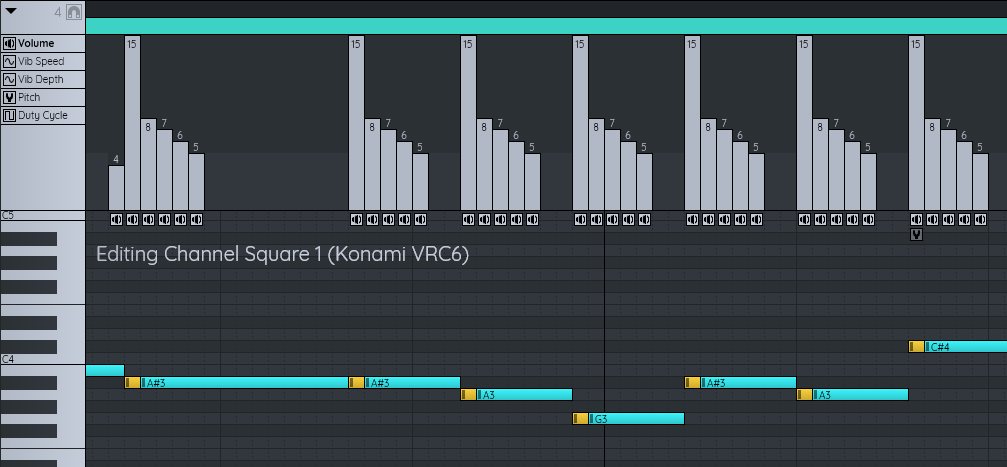 4
Volume
Vib Speed
Vib Depth
Pitch
Duty Cycle
4 15 8 7 6 5 15 8 7 6 5 15 8 7 6 5 15 8 7 6 5 15 8 7 6 5 15 8 7 6 5 15 8 7 6 5
C5
Editing Channel Square 1 (Konami VRC6)
C#4
C4
A#3 A#3 A#3
A3 A3
G3